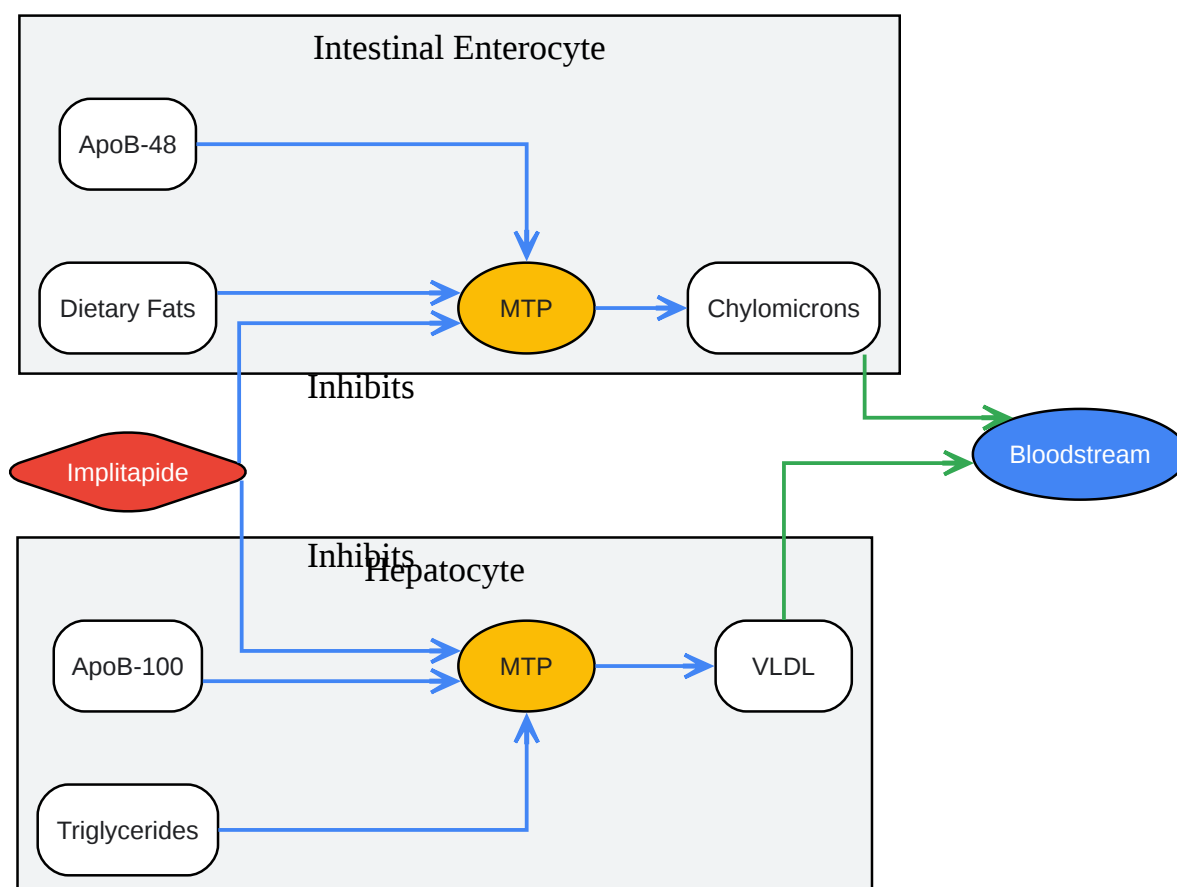 Intestinal Enterocyte
ApoB-48
Dietary Fats
MTP
Chylomicrons
Inhibits
Implitapide
Bloodstream
Inhibits
Hepatocyte
ApoB-100
MTP
VLDL
Triglycerides